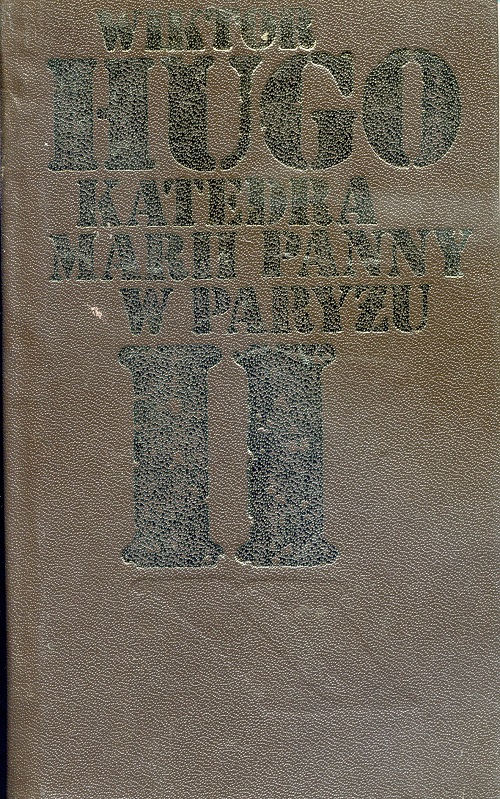 WIKTOR
HUGO
KATEDRA
MARII PANNY
W PARYŻU
II